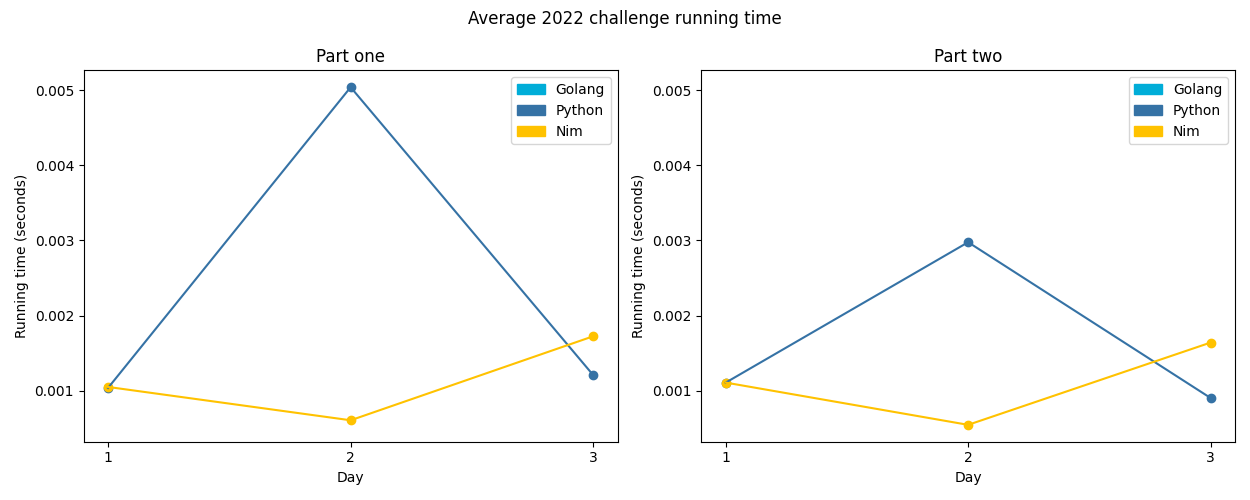 Average 2022 challenge running time
Part one
Golang
Python
Nim
0.005
0.004
0.003
0.002
0.001
Running time (seconds)
1
2
3
Day
Part two
Golang
Python
Nim
0.005
0.004
0.003
0.002
0.001
Running time (seconds)
1
2
3
Day